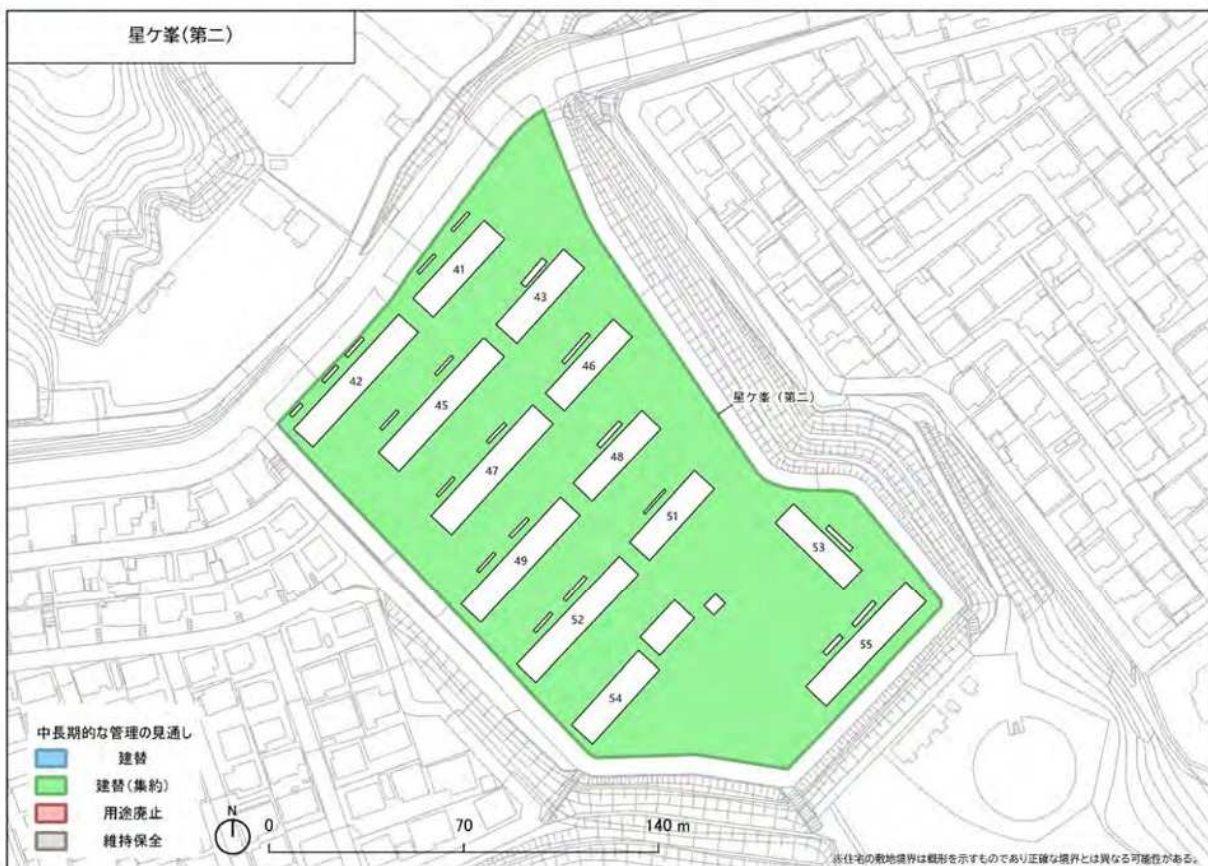 星ケ峯(第二)
41
43
42
46
45
星ケ峯（第二）
47
48
51
49
53
52
55
54
中長期的な管理の見通し
建替
建替(集約)
用途廃止
維持保全
N
0 70 140 m
※住宅の敷地境界は概形を示すものであり正確な境界とは異なる可能性がある。